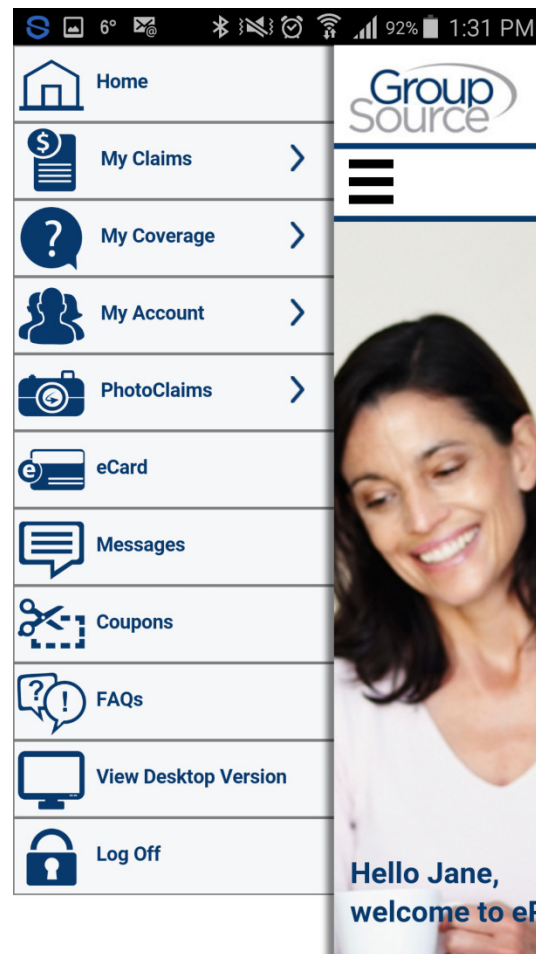 6° 92% 1:31 PM
Home
My Claims
My Coverage
My Account
PhotoClaims
eCard
Messages
Coupons
FAQs
View Desktop Version
Log Off
Group
Source
Hello Jane,
welcome to eP